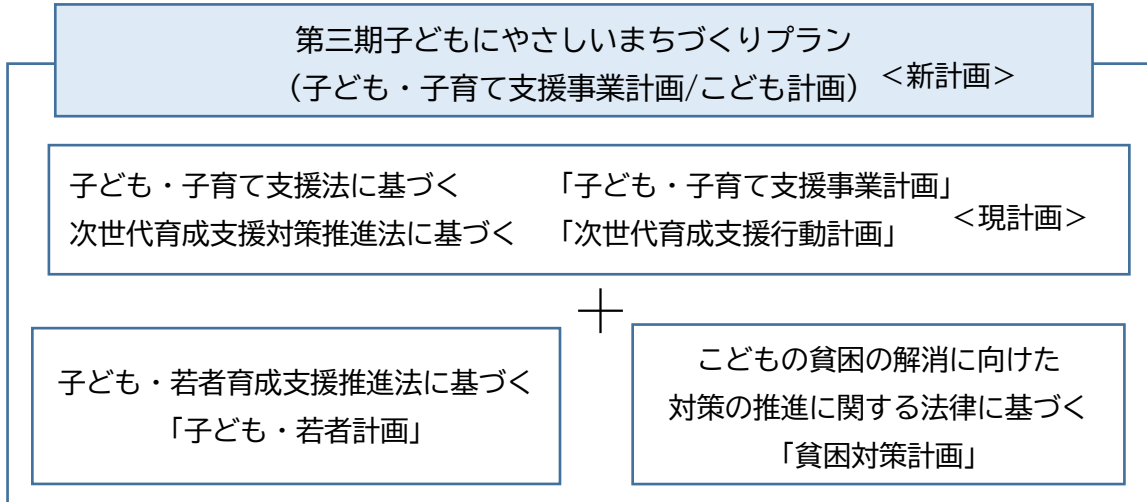 第三期子どもにやさしいまちづくりプラン
（子ども・子育て支援事業計画/こども計画）
＜新計画＞
子ども・子育て支援法に基づく 「子ども・子育て支援事業計画」
次世代育成支援対策推進法に基づく 「次世代育成支援行動計画」
＜現計画＞
＋
子ども・若者育成支援推進法に基づく
「子ども・若者計画」
こどもの貧困の解消に向けた
対策の推進に関する法律に基づく
「貧困対策計画」